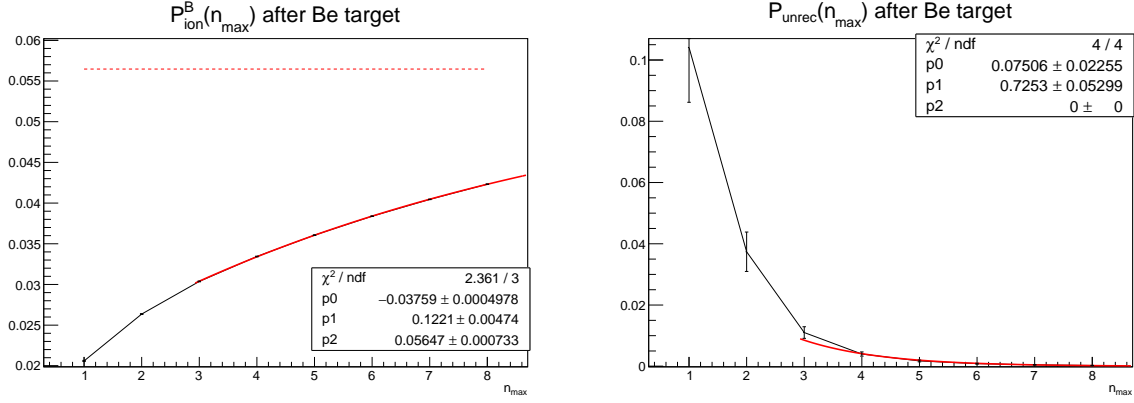 P^B_ion(n_max) after Be target
0.06
0.055
0.05
0.045
0.04
0.035
0.03
0.025
0.02
1 2 3 4 5 6 7 8
n_max
χ² / ndf 2.361 / 3
p0 −0.03759 ± 0.0004978
p1 0.1221 ± 0.00474
p2 0.05647 ± 0.000733
P_unrec(n_max) after Be target
0.1
0.08
0.06
0.04
0.02
0
1 2 3 4 5 6 7 8
n_max
χ² / ndf 4 / 4
p0 0.07506 ± 0.02255
p1 0.7253 ± 0.05299
p2 0 ± 0